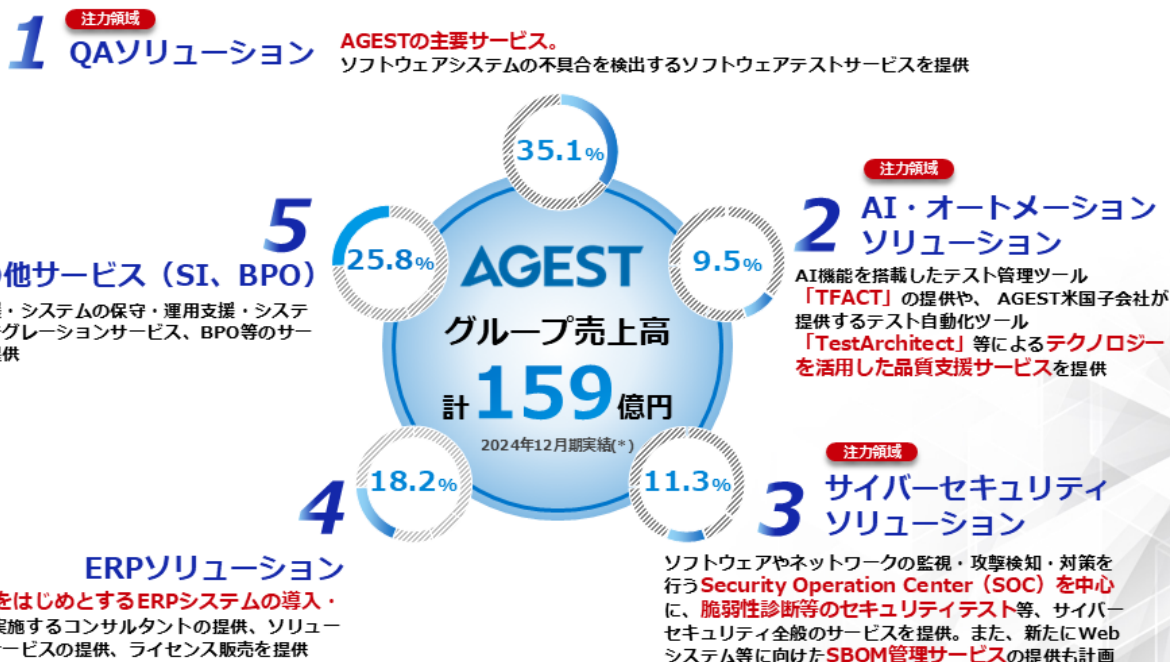 1
注力領域
QAソリューション
AGESTの主要サービス。
ソフトウェアシステムの不具合を検出するソフトウェアテストサービスを提供
35.1%
注力領域
2
AI・オートメーション
ソリューション
9.5%
AI機能を搭載したテスト管理ツール
「TFACT」の提供や、 AGEST米国子会社が
提供するテスト自動化ツール
「TestArchitect」等によるテクノロジー
を活用した品質支援サービスを提供
5
25.8%
他サービス（SI、BPO）
・システムの保守・運用支援・システ
グレーションサービス、BPO等のサー
供
AGEST
グループ売上高
計159億円
2024年12月期実績(*)
注力領域
3
サイバーセキュリティ
ソリューション
11.3%
ソフトウェアやネットワークの監視・攻撃検知・対策を
行うSecurity Operation Center（SOC）を中心
に、脆弱性診断等のセキュリティテスト等、サイバー
セキュリティ全般のサービスを提供。また、新たにWeb
システム等に向けたSBOM管理サービスの提供も計画
4
18.2%
ERPソリューション
をはじめとするERPシステムの導入・
実施するコンサルタントの提供、ソリュー
ービスの提供、ライセンス販売を提供